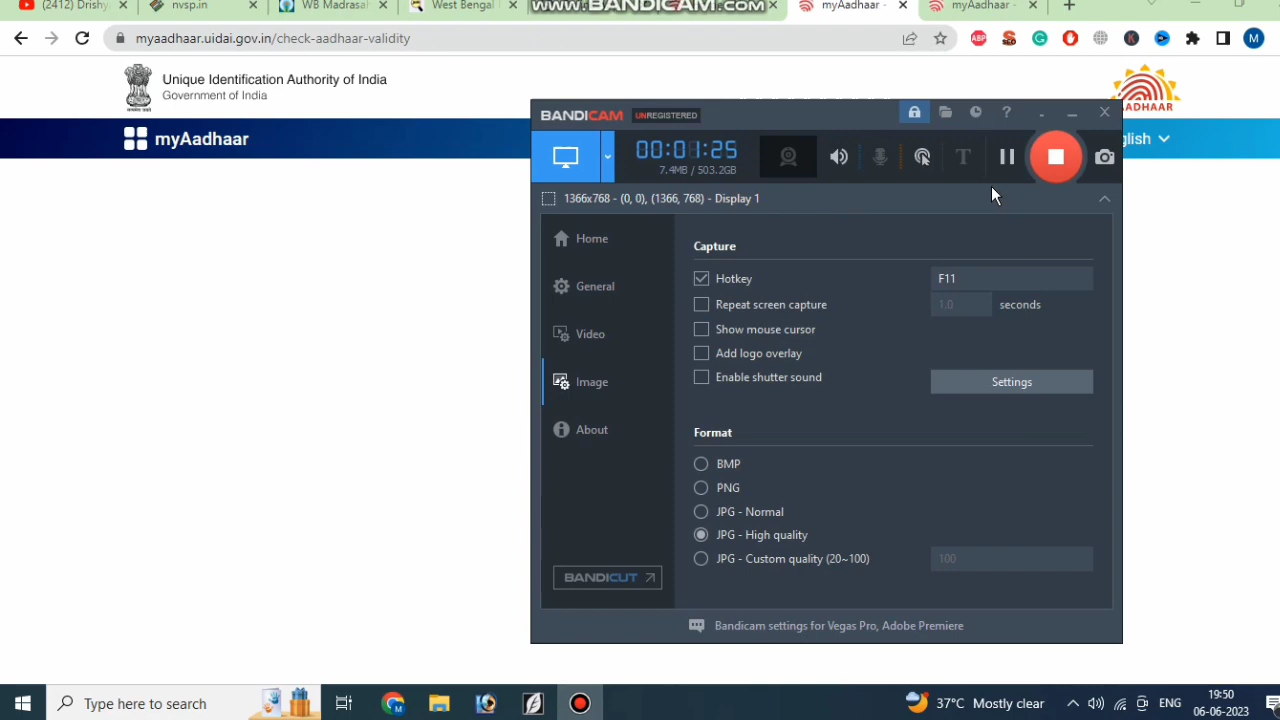 (2412) Drishy
nvsp.in
WB Madrasal
West Bengal
WWW.BANDICAM.COM
myAadhaar
myAadhaar
myaadhaar.uidai.gov.in/check-aadhaar-validity
ABP
SEO
K
M
Unique Identification Authority of India
Government of India
AADHAAR
myAadhaar
glish
BANDICAM
UNREGISTERED
?
00:01:25
7.4MB / 503.2GB
T
1366x768 - (0, 0), (1366, 768) - Display 1
Home
General
Video
Image
About
BANDICUT
Capture
Hotkey
F11
Repeat screen capture
1.0
seconds
Show mouse cursor
Add logo overlay
Enable shutter sound
Settings
Format
BMP
PNG
JPG - Normal
JPG - High quality
JPG - Custom quality (20~100)
100
Bandicam settings for Vegas Pro, Adobe Premiere
Type here to search
37°C Mostly clear
ENG
19:50
06-06-2023